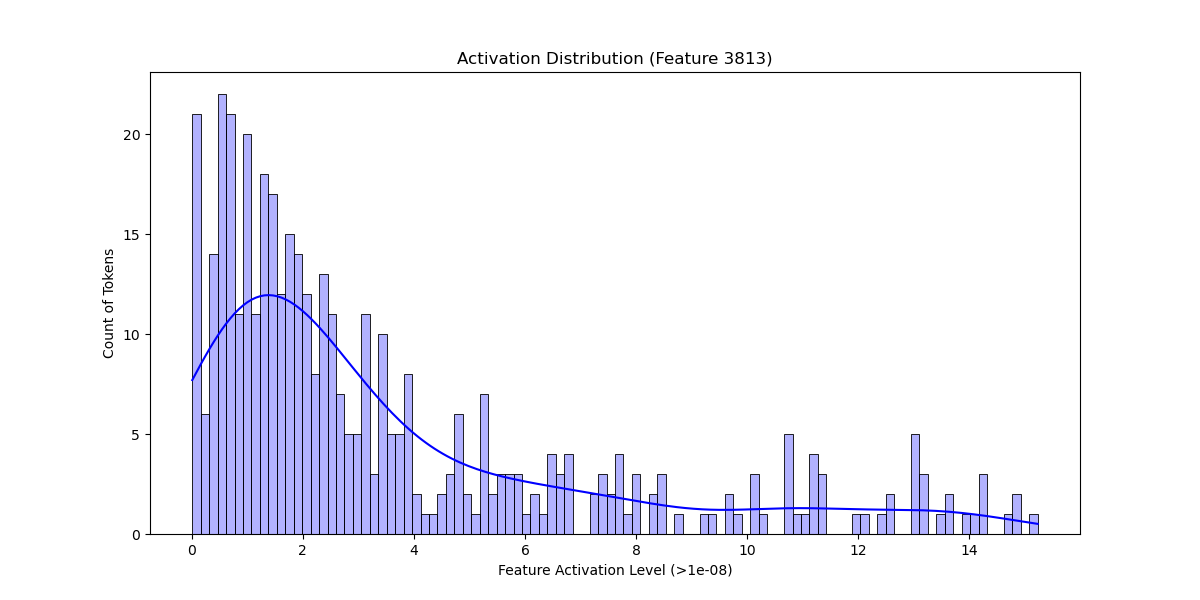 Activation Distribution (Feature 3813)
Count of Tokens
20
15
10
5
0
0 2 4 6 8 10 12 14
Feature Activation Level (>1e-08)